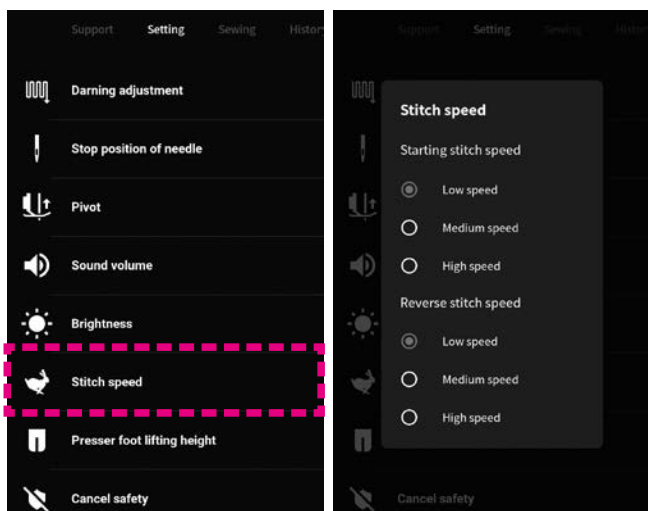 Support Setting Sewing History
Darning adjustment
Stop position of needle
Pivot
Sound volume
Brightness
Stitch speed
Presser foot lifting height
Cancel safety
Support Setting Sewing History
Stitch speed
Starting stitch speed
Low speed
Medium speed
High speed
Reverse stitch speed
Low speed
Medium speed
High speed
Cancel safety